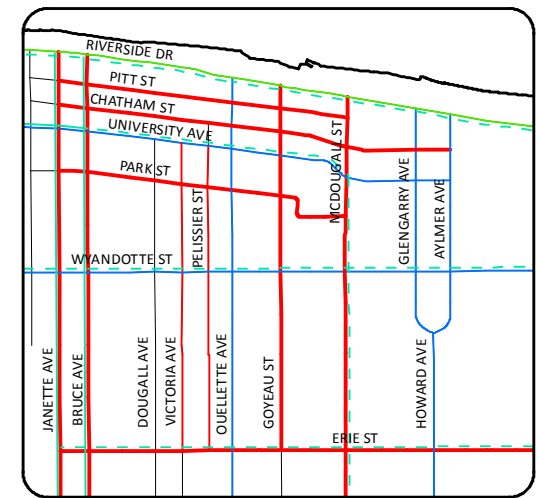 RIVERSIDE DR
PITT ST
CHATHAM ST
UNIVERSITY AVE
PARK ST
MCDOUGALL ST
GLENGARRY AVE
AYLMER AVE
PELISSIER ST
WYANDOTTE ST
JANETTE AVE
BRUCE AVE
DOUGALL AVE
VICTORIA AVE
OUELLETTE AVE
GOYEAU ST
HOWARD AVE
ERIE ST